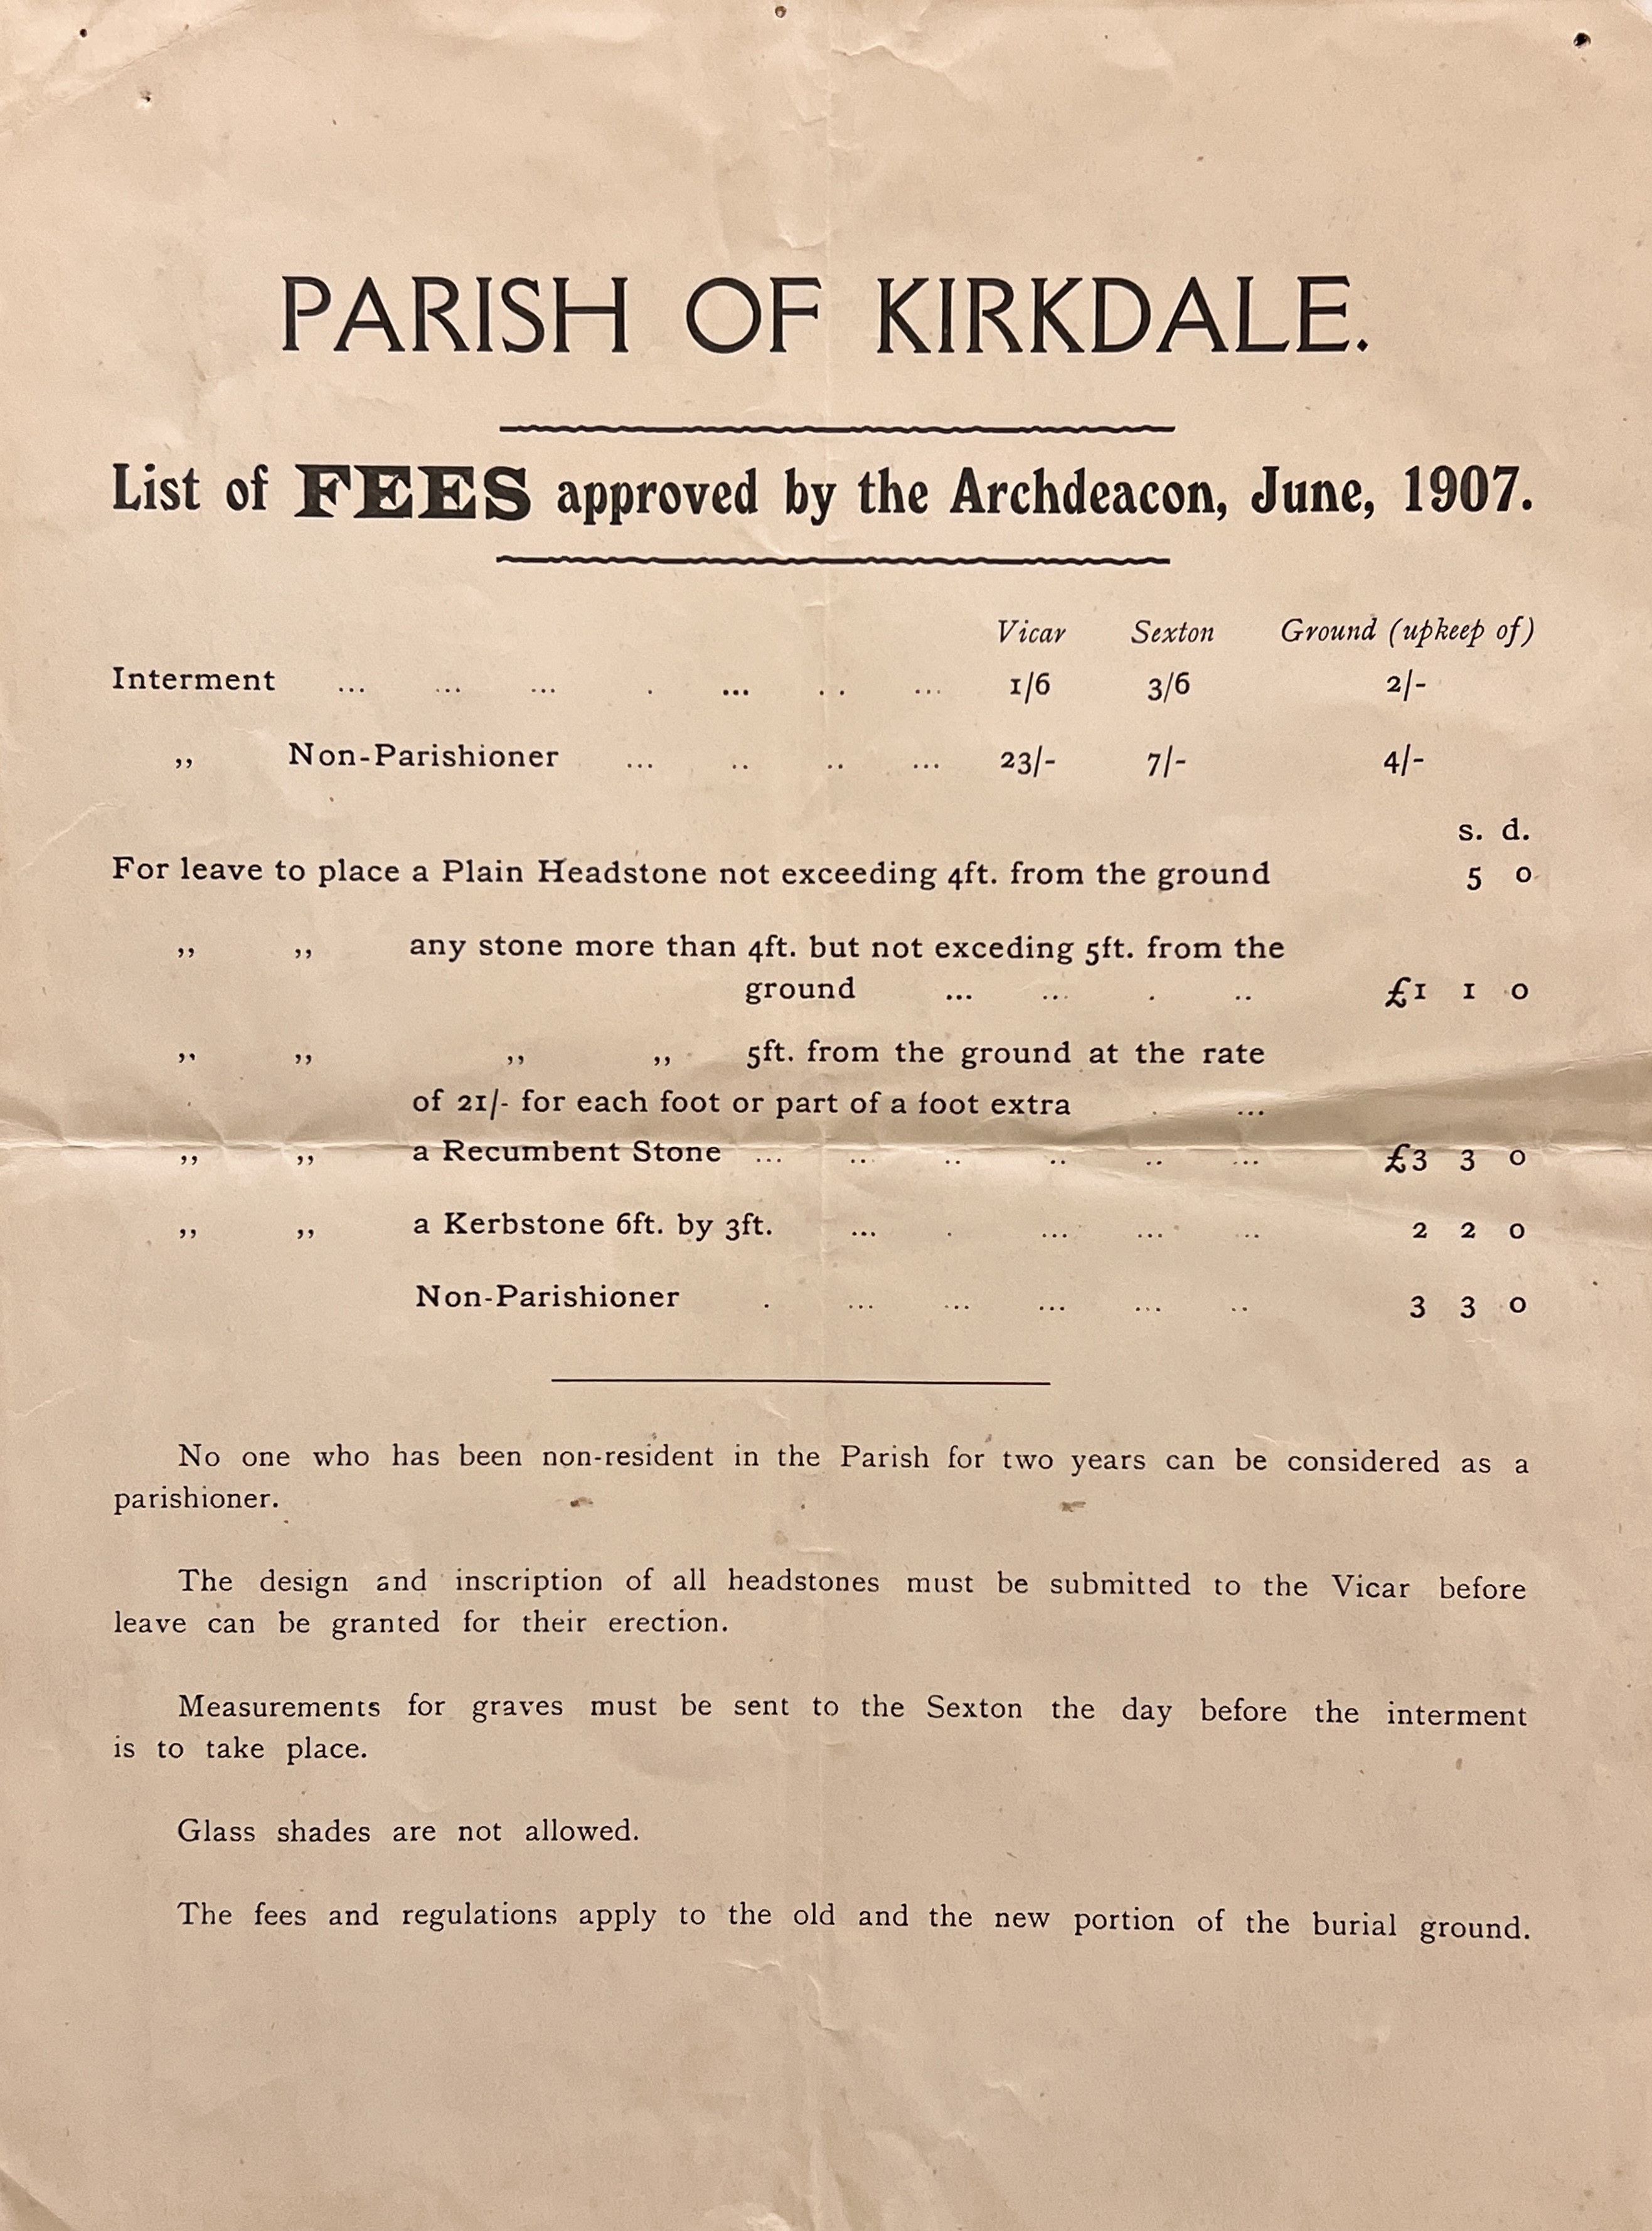 PARISH OF KIRKDALE.
List of FEES approved by the Archdeacon, June, 1907.
Vicar Sexton Ground (upkeep of)
Interment ... ... ... . ... .. ... 1/6 3/6 2/-
,, Non-Parishioner ... .. .. ... 23/- 7/- 4/-
s. d.
For leave to place a Plain Headstone not exceeding 4ft. from the ground 5 0
,, ,, any stone more than 4ft. but not exceding 5ft. from the
ground ... ... . .. £1 1 0
,, ,, ,, ,, 5ft. from the ground at the rate
of 21/- for each foot or part of a foot extra . ...
,, ,, a Recumbent Stone ... ... .. .. .. ... £3 3 0
,, ,, a Kerbstone 6ft. by 3ft. ... . ... ... ... 2 2 0
Non-Parishioner . ... ... ... ... .. 3 3 0
No one who has been non-resident in the Parish for two years can be considered as a
parishioner.
The design and inscription of all headstones must be submitted to the Vicar before
leave can be granted for their erection.
Measurements for graves must be sent to the Sexton the day before the interment
is to take place.
Glass shades are not allowed.
The fees and regulations apply to the old and the new portion of the burial ground.